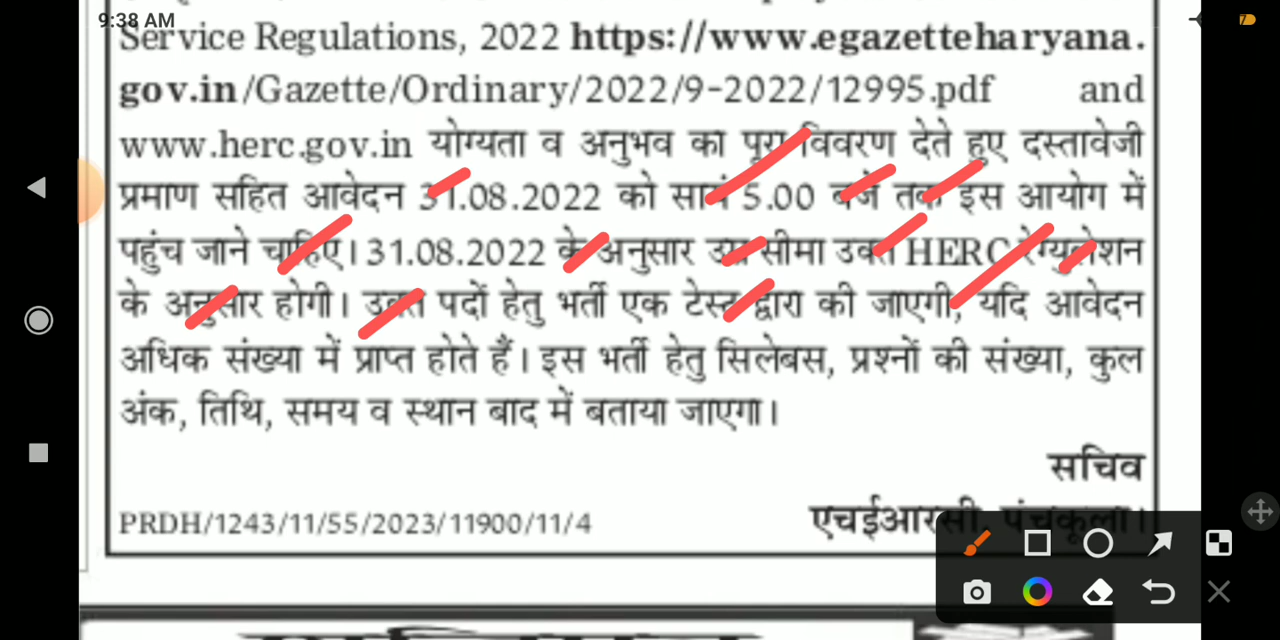 9:38 AM
Service Regulations, 2022 https://www.egazetteharyana.
gov.in/Gazette/Ordinary/2022/9-2022/12995.pdf and
www.herc.gov.in योग्यता व अनुभव का पूरा विवरण देते हुए दस्तावेजी
प्रमाण सहित आवेदन 31.08.2022 को सायं 5.00 बजे तक इस आयोग में
पहुंच जाने चाहिए। 31.08.2022 के अनुसार उम्र सीमा उक्त HERC रेग्युलेशन
के अनुसार होगी। उक्त पदों हेतु भर्ती एक टेस्ट द्वारा की जाएगी, यदि आवेदन
अधिक संख्या में प्राप्त होते हैं। इस भर्ती हेतु सिलेबस, प्रश्नों की संख्या, कुल
अंक, तिथि, समय व स्थान बाद में बताया जाएगा।
सचिव
PRDH/1243/11/55/2023/11900/11/4 एचईआरसी, पंचकूला।